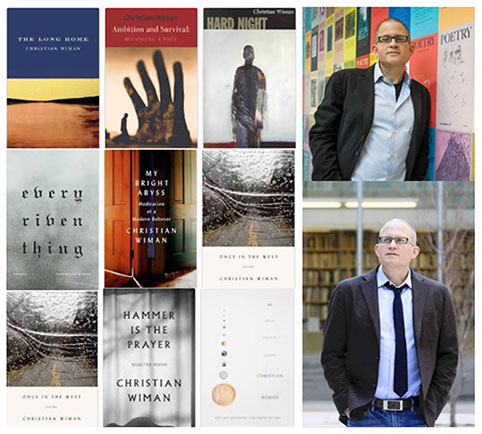 THE LONG HOME
CHRISTIAN WIMAN
Christian Wiman
Ambition and Survival:
BECOMING A POET
Christian Wiman
HARD NIGHT
POETRY
POETRY
every
riven
thing
MY
BRIGHT
ABYSS
Meditation
of a
Modern Believer
CHRISTIAN
WIMAN
ONCE IN THE WEST
CHRISTIAN WIMAN
ONCE IN THE WEST
CHRISTIAN WIMAN
HAMMER
IS THE
PRAYER
SELECTED POEMS
CHRISTIAN
WIMAN
HE
CHRISTIAN
WIMAN